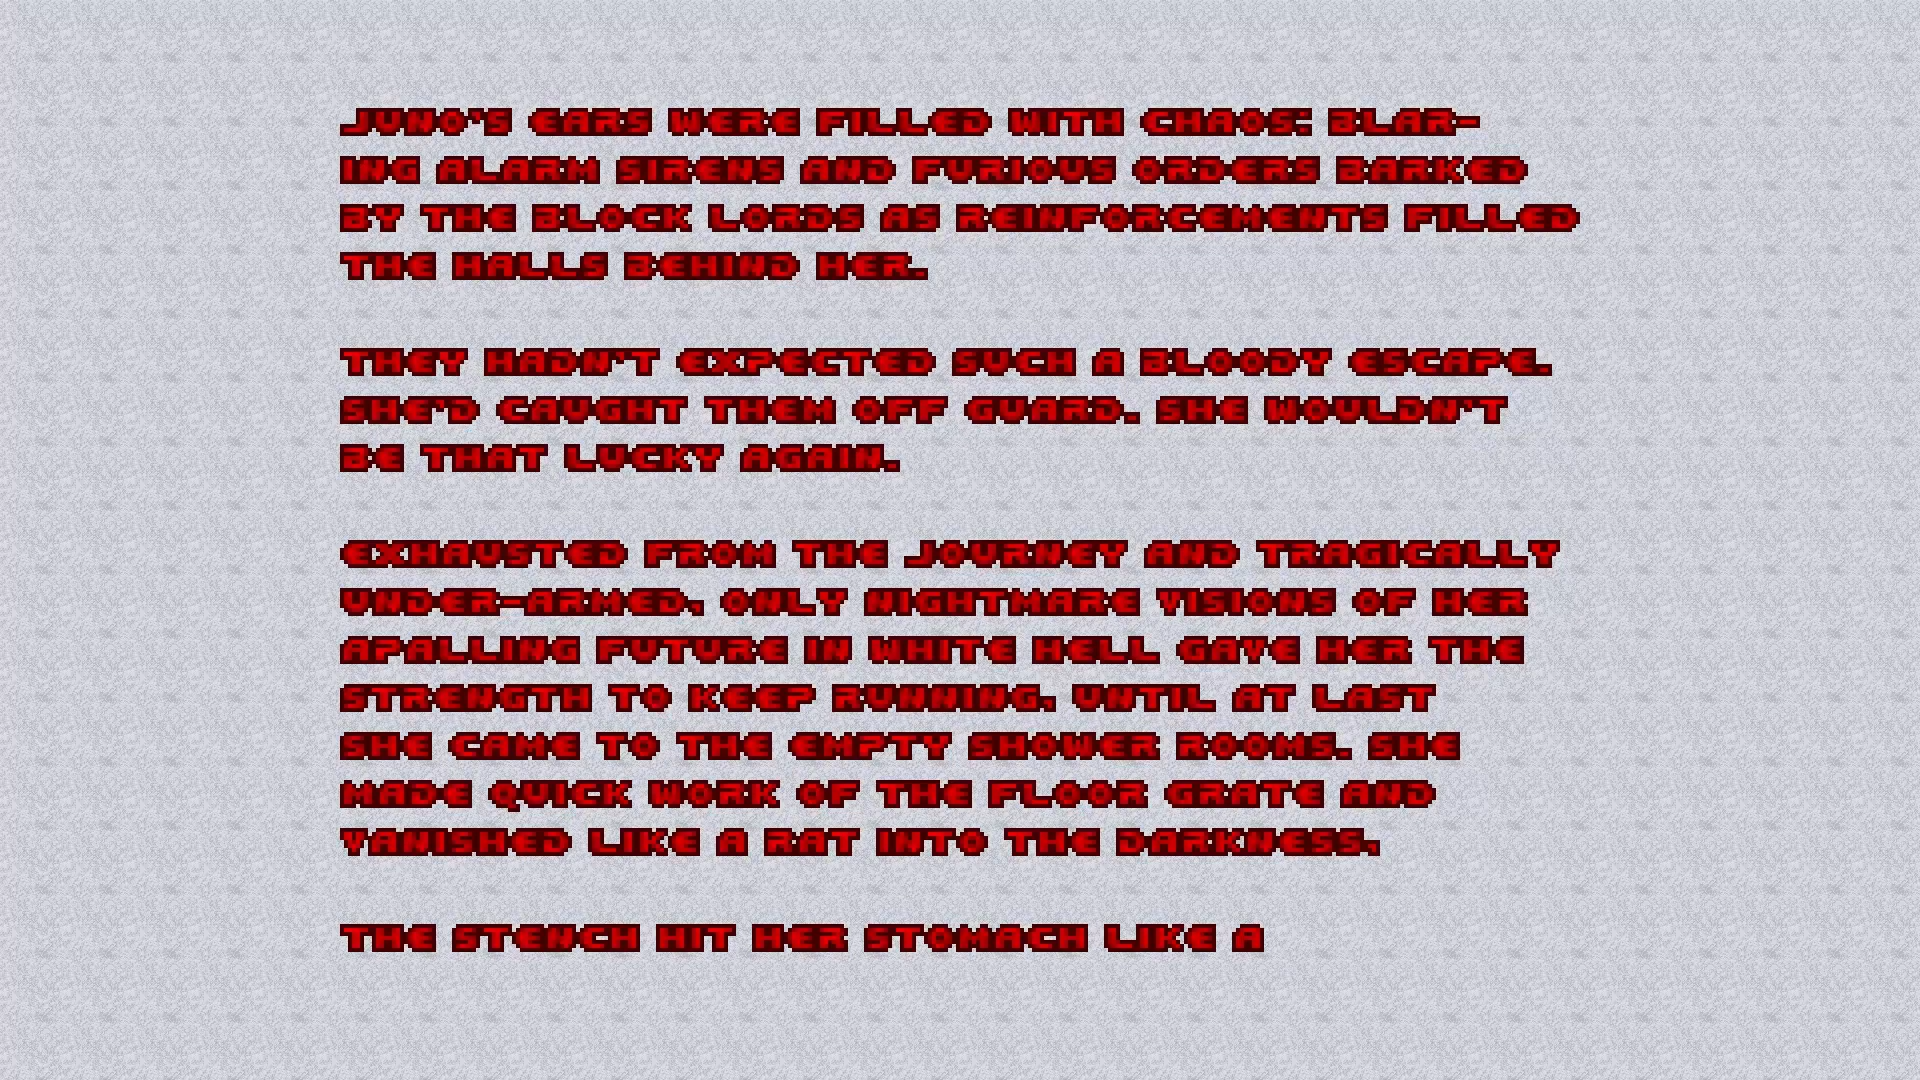 JUNO'S EARS WERE FILLED WITH CHAOS: BLAR-
ING ALARM SIRENS AND FURIOUS ORDERS BARKED
BY THE BLOCK LORDS AS REINFORCEMENTS FILLED
THE HALLS BEHIND HER.
THEY HADN'T EXPECTED SUCH A BLOODY ESCAPE.
SHE'D CAUGHT THEM OFF GUARD. SHE WOULDN'T
BE THAT LUCKY AGAIN.
EXHAUSTED FROM THE JOURNEY AND TRAGICALLY
UNDER-ARMED, ONLY NIGHTMARE VISIONS OF HER
APALLING FUTURE IN WHITE HELL GAVE HER THE
STRENGTH TO KEEP RUNNING, UNTIL AT LAST
SHE CAME TO THE EMPTY SHOWER ROOMS. SHE
MADE QUICK WORK OF THE FLOOR GRATE AND
VANISHED LIKE A RAT INTO THE DARKNESS.
THE STENCH HIT HER STOMACH LIKE A